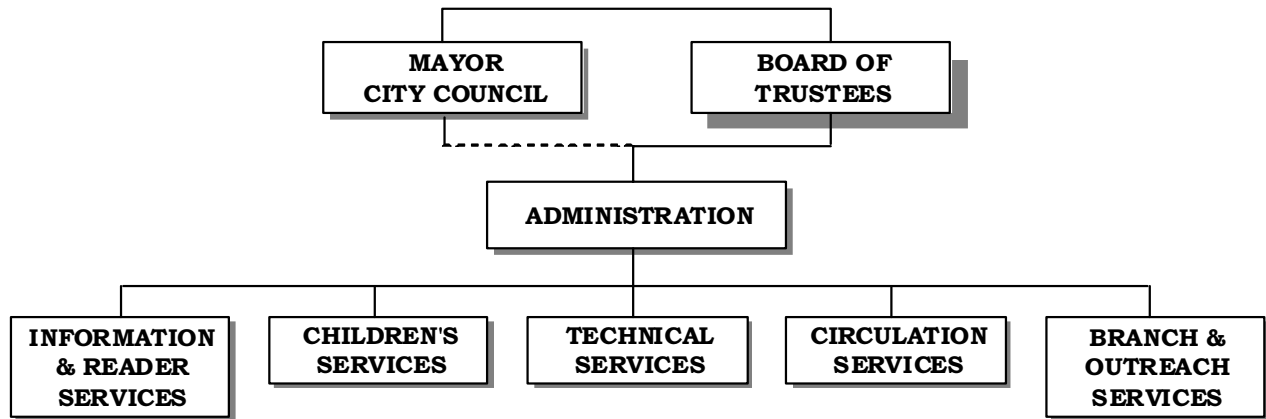 MAYOR
CITY COUNCIL
BOARD OF
TRUSTEES
ADMINISTRATION
INFORMATION
& READER
SERVICES
CHILDREN'S
SERVICES
TECHNICAL
SERVICES
CIRCULATION
SERVICES
BRANCH &
OUTREACH
SERVICES